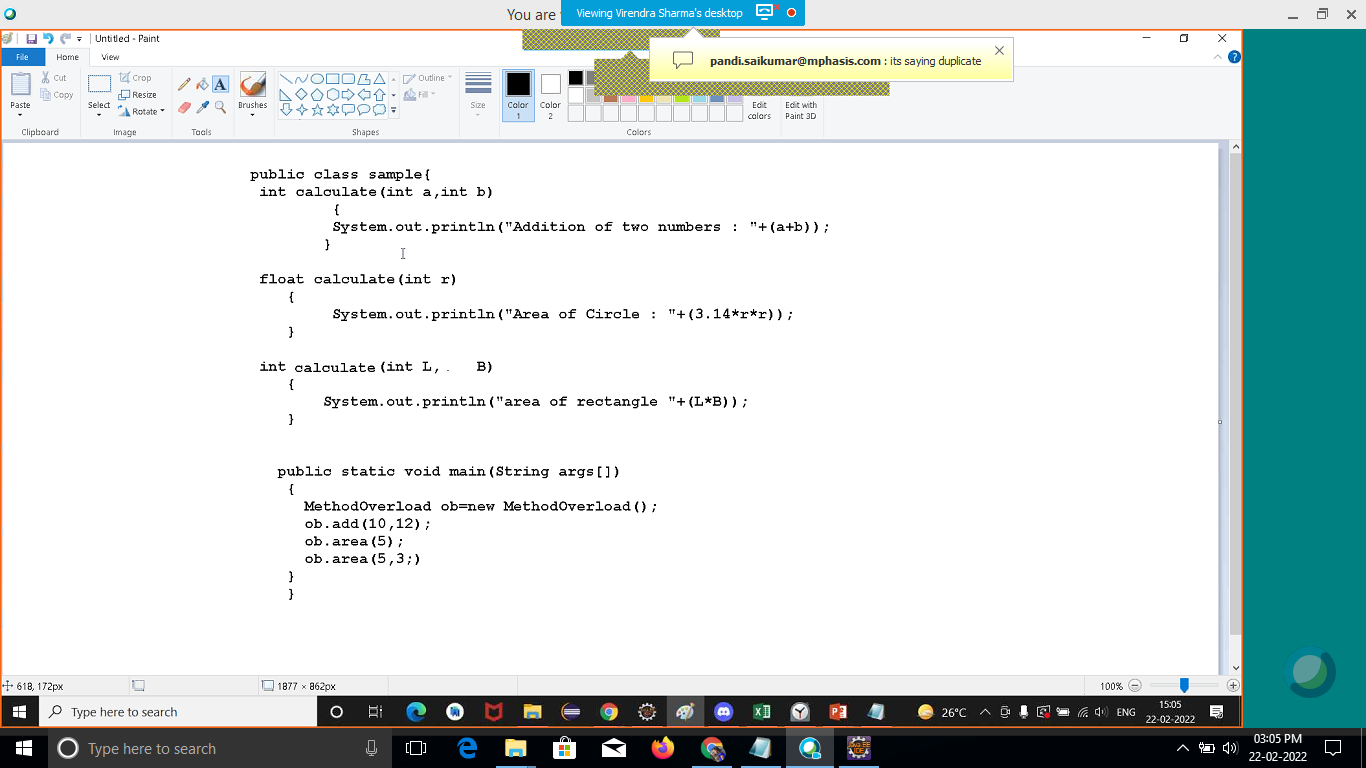 You are
Viewing Virendra Sharma's desktop
Untitled - Paint
pandi.saikumar@mphasis.com : its saying duplicate
File Home View
Paste
Cut
Copy
Clipboard
Select
Crop
Resize
Rotate
Image
Tools
Brushes
Outline
Fill
Shapes
Size
Color 1
Color 2
Edit colors
Edit with Paint 3D
Colors
public class sample{
int calculate(int a,int b)
{
System.out.println("Addition of two numbers : "+(a+b));
}
float calculate(int r)
{
System.out.println("Area of Circle : "+(3.14*r*r));
}
int calculate(int L, . B)
{
System.out.println("area of rectangle "+(L*B));
}
public static void main(String args[])
{
MethodOverload ob=new MethodOverload();
ob.add(10,12);
ob.area(5);
ob.area(5,3;)
}
}
618, 172px
1877 × 862px
100%
Type here to search
26°C
ENG
15:05
22-02-2022
Type here to search
03:05 PM
22-02-2022